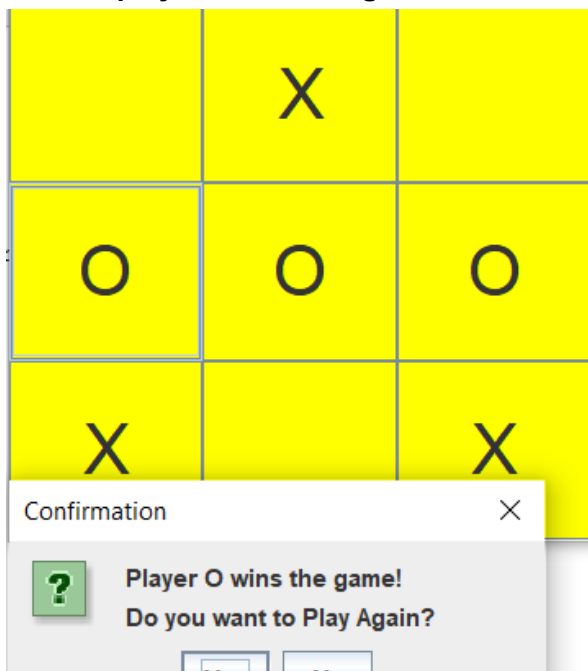 X
O O O
X X
Confirmation
Player O wins the game!
Do you want to Play Again?